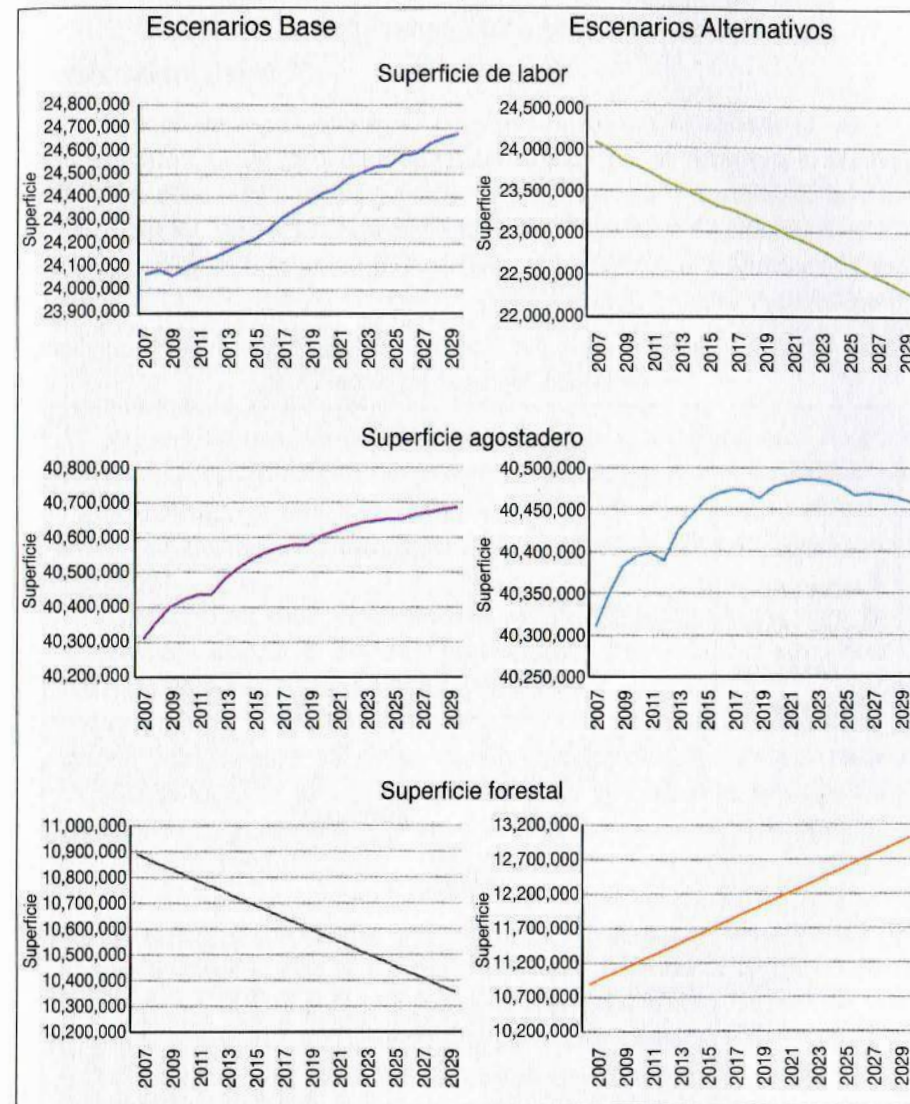 Escenarios Base
Escenarios Alternativos
Superficie de labor
Superficie
24,800,000
24,700,000
24,600,000
24,500,000
24,400,000
24,300,000
24,200,000
24,100,000
24,000,000
23,900,000
2007 2009 2011 2013 2015 2017 2019 2021 2023 2025 2027 2029
Superficie
24,500,000
24,000,000
23,500,000
23,000,000
22,500,000
22,000,000
2007 2009 2011 2013 2015 2017 2019 2021 2023 2025 2027 2029
Superficie agostadero
Superficie
40,800,000
40,700,000
40,600,000
40,500,000
40,400,000
40,300,000
40,200,000
2007 2009 2011 2013 2015 2017 2019 2021 2023 2025 2027 2029
Superficie
40,500,000
40,450,000
40,400,000
40,350,000
40,300,000
40,250,000
2007 2009 2011 2013 2015 2017 2019 2021 2023 2025 2027 2029
Superficie forestal
Superficie
11,000,000
10,900,000
10,800,000
10,700,000
10,600,000
10,500,000
10,400,000
10,300,000
10,200,000
2007 2009 2011 2013 2015 2017 2019 2021 2023 2025 2027 2029
Superficie
13,200,000
12,700,000
12,200,000
11,700,000
11,200,000
10,700,000
10,200,000
2007 2009 2011 2013 2015 2017 2019 2021 2023 2025 2027 2029